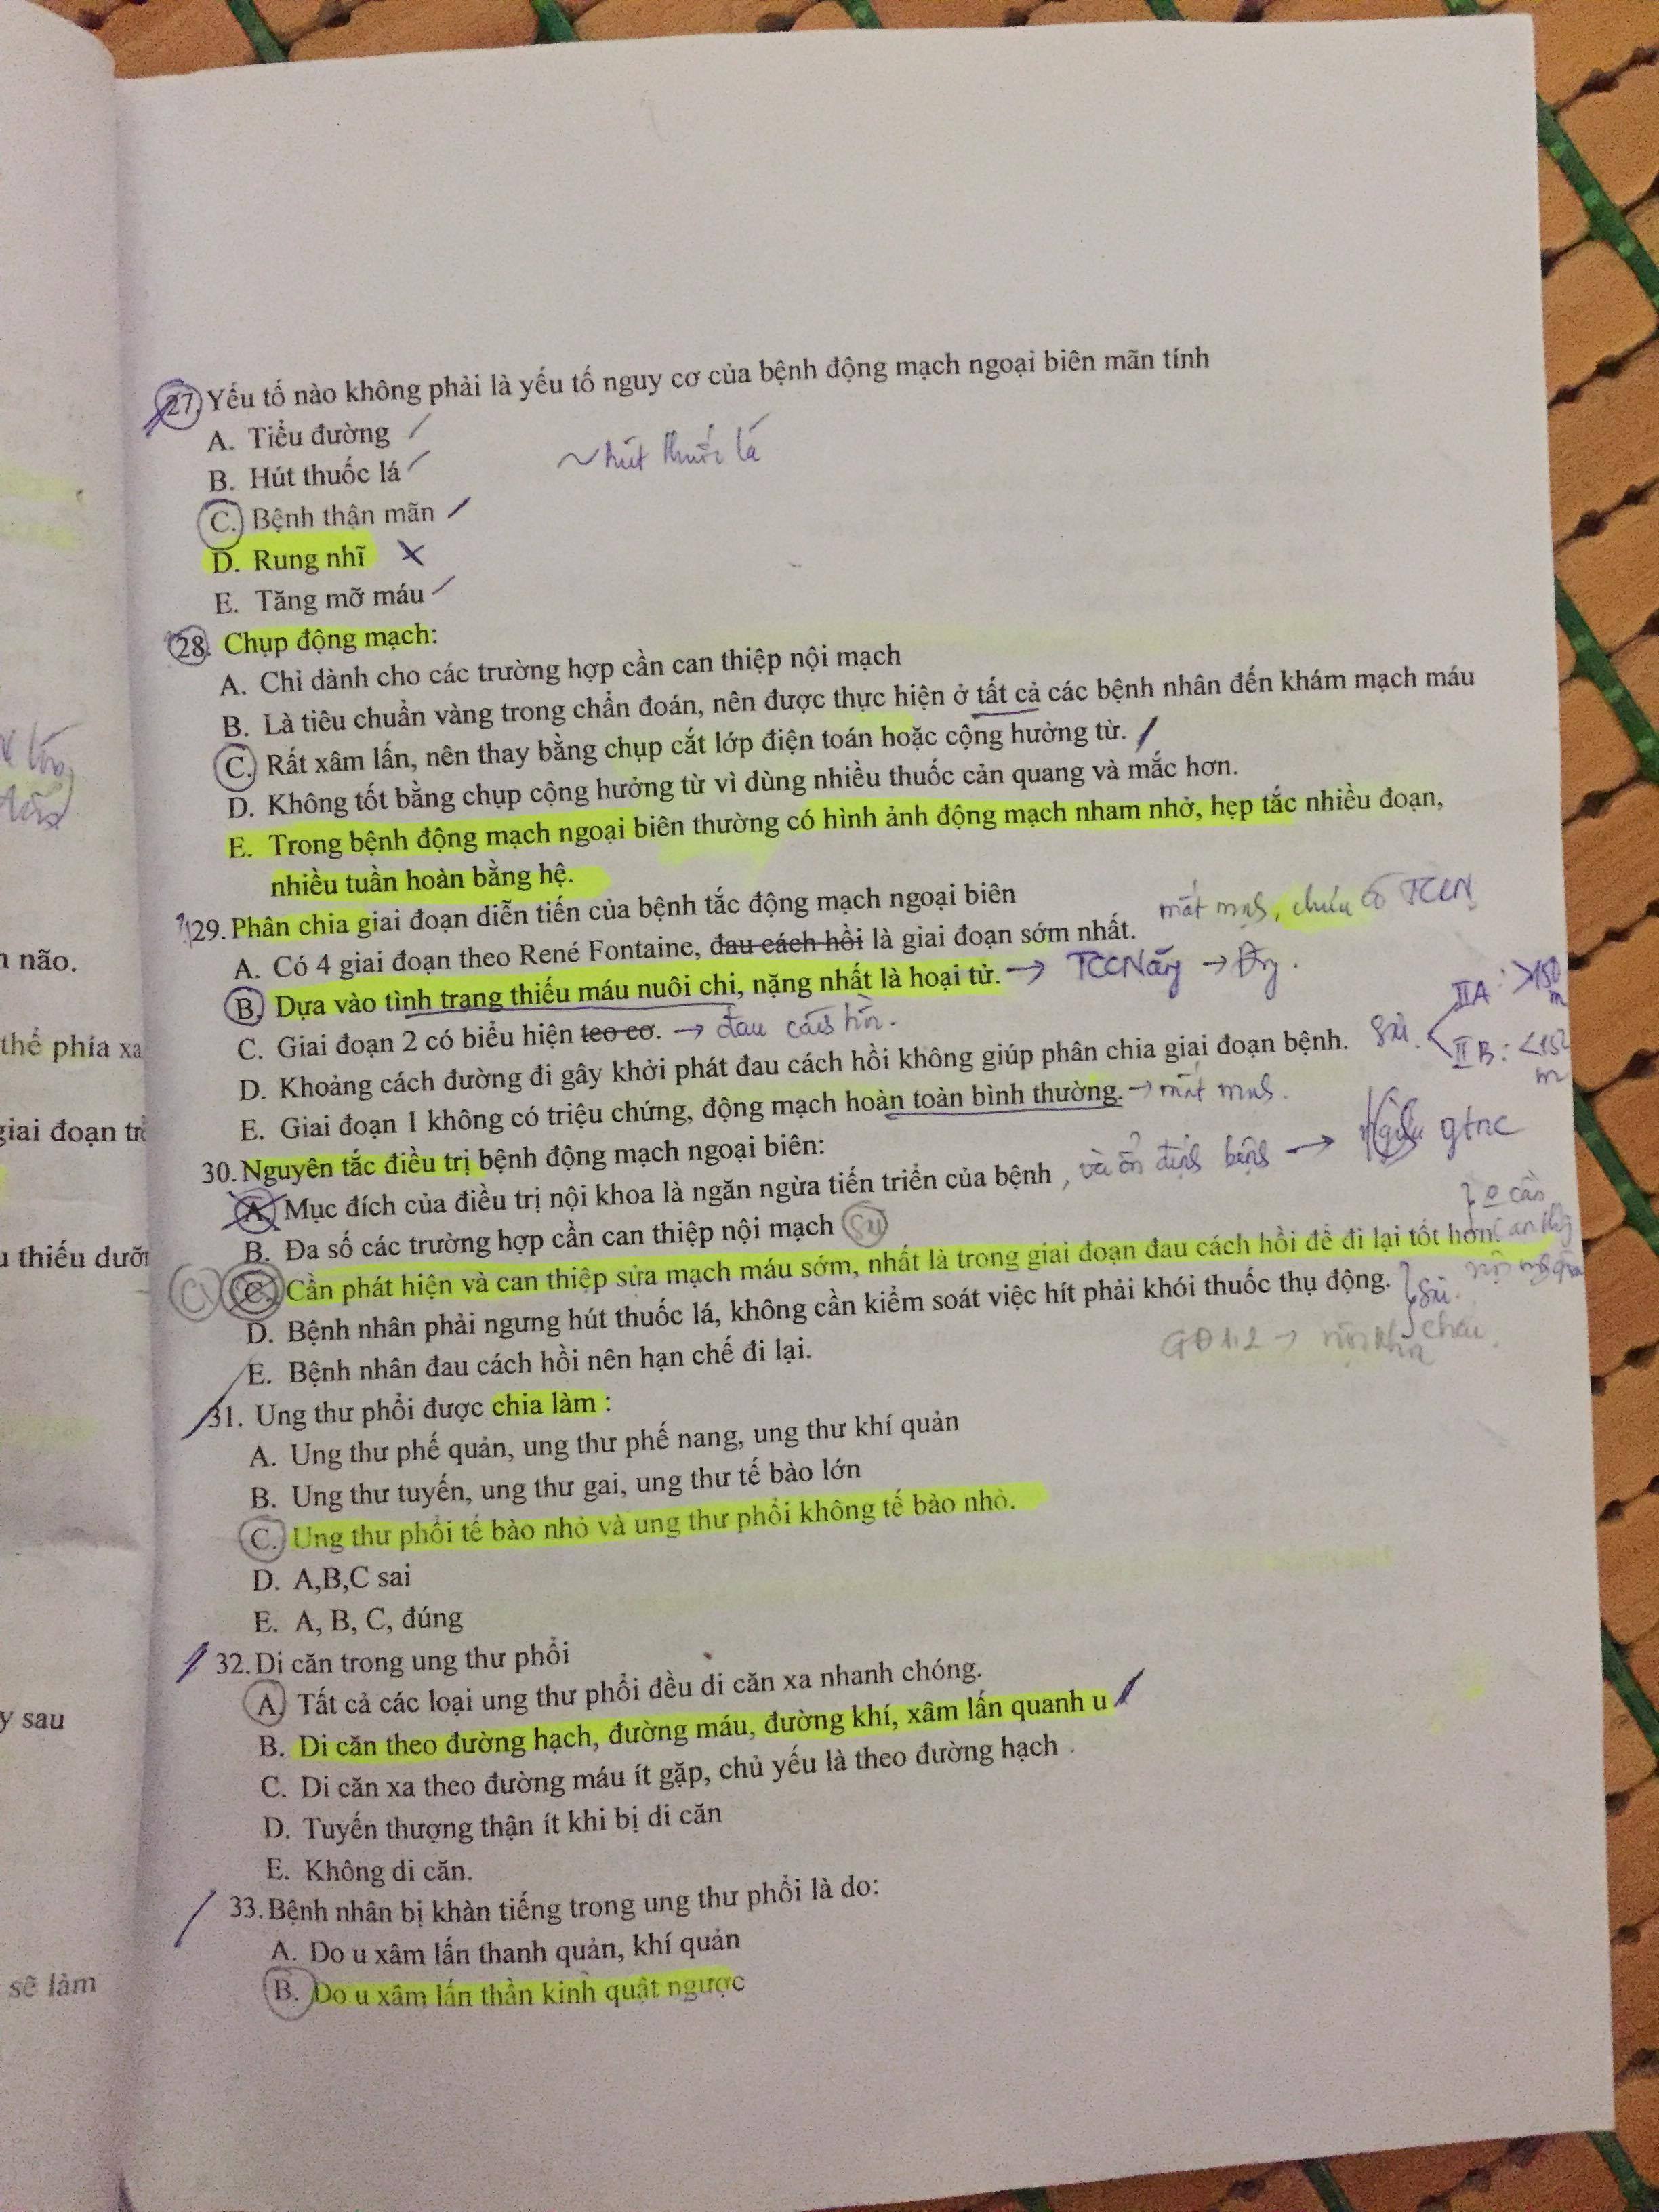 27. Yếu tố nào không phải là yếu tố nguy cơ của bệnh động mạch ngoại biên mãn tính
A. Tiểu đường
B. Hút thuốc lá
~ hút thuốc lá
C. Bệnh thận mãn
D. Rung nhĩ
E. Tăng mỡ máu
28. Chụp động mạch:
A. Chỉ dành cho các trường hợp cần can thiệp nội mạch
B. Là tiêu chuẩn vàng trong chẩn đoán, nên được thực hiện ở tất cả các bệnh nhân đến khám mạch máu
C. Rất xâm lấn, nên thay bằng chụp cắt lớp điện toán hoặc cộng hưởng từ.
D. Không tốt bằng chụp cộng hưởng từ vì dùng nhiều thuốc cản quang và mắc hơn.
E. Trong bệnh động mạch ngoại biên thường có hình ảnh động mạch nham nhở, hẹp tắc nhiều đoạn,
nhiều tuần hoàn bằng hệ.
?29. Phân chia giai đoạn diễn tiến của bệnh tắc động mạch ngoại biên
A. Có 4 giai đoạn theo René Fontaine, đau cách hồi là giai đoạn sớm nhất. mất mạch, chưa có TCLN
B. Dựa vào tình trạng thiếu máu nuôi chi, nặng nhất là hoại tử. → TCCNăng →
C. Giai đoạn 2 có biểu hiện teo cơ. → đau cách hồi.
D. Khoảng cách đường đi gây khởi phát đau cách hồi không giúp phân chia giai đoạn bệnh. Sai. IIA: >150 m
IIB: <150 m
E. Giai đoạn 1 không có triệu chứng, động mạch hoàn toàn bình thường. → mất mạch.
30. Nguyên tắc điều trị bệnh động mạch ngoại biên:
A. Mục đích của điều trị nội khoa là ngăn ngừa tiến triển của bệnh, và ổn định bệnh → gtnc
B. Đa số các trường hợp cần can thiệp nội mạch Sai
C. C. Cần phát hiện và can thiệp sửa mạch máu sớm, nhất là trong giai đoạn đau cách hồi để đi lại tốt hơn.
D. Bệnh nhân phải ngưng hút thuốc lá, không cần kiểm soát việc hít phải khói thuốc thụ động. Sai.
GĐ 1, 2 → nội khoa
E. Bệnh nhân đau cách hồi nên hạn chế đi lại.
31. Ung thư phổi được chia làm :
A. Ung thư phế quản, ung thư phế nang, ung thư khí quản
B. Ung thư tuyến, ung thư gai, ung thư tế bào lớn
C. Ung thư phổi tế bào nhỏ và ung thư phổi không tế bào nhỏ.
D. A,B,C sai
E. A, B, C, đúng
32. Di căn trong ung thư phổi
A. Tất cả các loại ung thư phổi đều di căn xa nhanh chóng.
B. Di căn theo đường hạch, đường máu, đường khí, xâm lấn quanh u
C. Di căn xa theo đường máu ít gặp, chủ yếu là theo đường hạch
D. Tuyến thượng thận ít khi bị di căn
E. Không di căn.
33. Bệnh nhân bị khàn tiếng trong ung thư phổi là do:
A. Do u xâm lấn thanh quản, khí quản
B. Do u xâm lấn thần kinh quặt ngược
n não.
thể phía xa
giai đoạn tr
thiếu dưỡ
y sau
sẽ làm